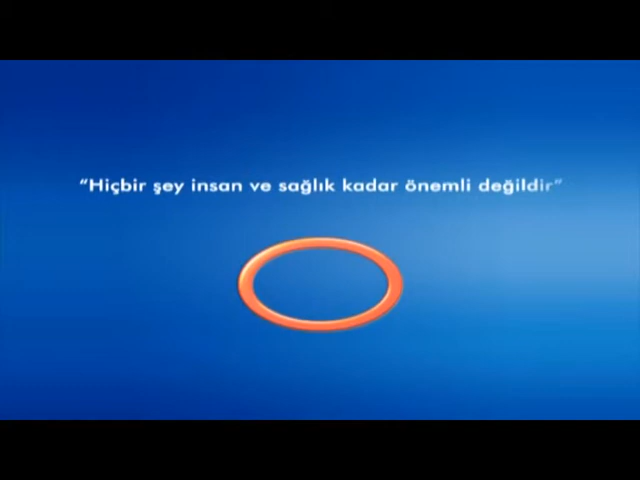 “Hiçbir şey insan ve sağlık kadar önemli değildir”